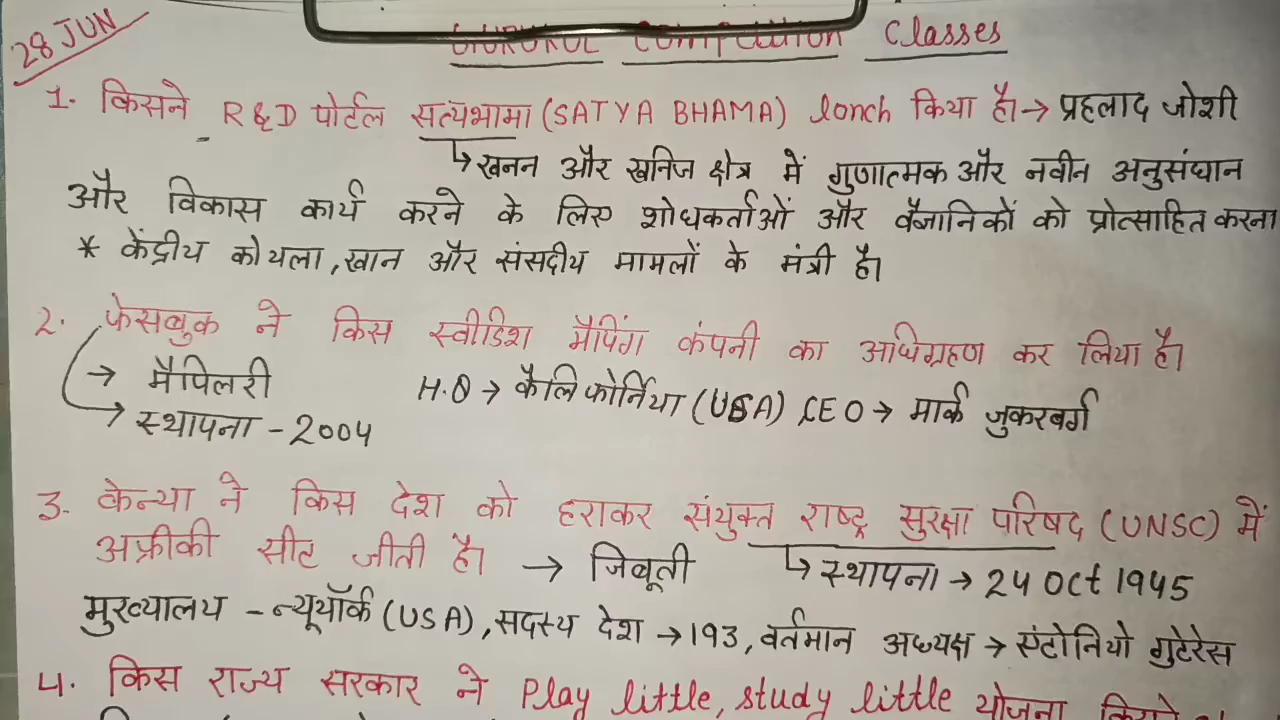 28 JUN
GURUKUL Competition Classes
1. किसने R&D पोर्टल सत्यभामा (SATYA BHAMA) lonch किया है। → प्रहलाद जोशी
↳ खनन और खनिज क्षेत्र में गुणात्मक और नवीन अनुसंधान
और विकास कार्य करने के लिए शोधकर्ताओं और वैज्ञानिकों को प्रोत्साहित करना
* केंद्रीय कोयला, खान और संसदीय मामलों के मंत्री है।
2. फेसबुक ने किस स्वीडिश मैपिंग कंपनी का अधिग्रहण कर लिया है।
→ मैपिलरी H.Q → कैलिफोर्निया (USA) CEO → मार्क जुकरबर्ग
→ स्थापना - 2004
3. केन्या ने किस देश को हराकर संयुक्त राष्ट्र सुरक्षा परिषद (UNSC) में
अफ्रीकी सीट जीती है। → जिबूती ↳ स्थापना → 24 Oct 1945
मुख्यालय - न्यूयॉर्क (USA), सदस्य देश → 193, वर्तमान अध्यक्ष → एंटोनियो गुटेरेस
4. किस राज्य सरकार ने Play little, study little योजना